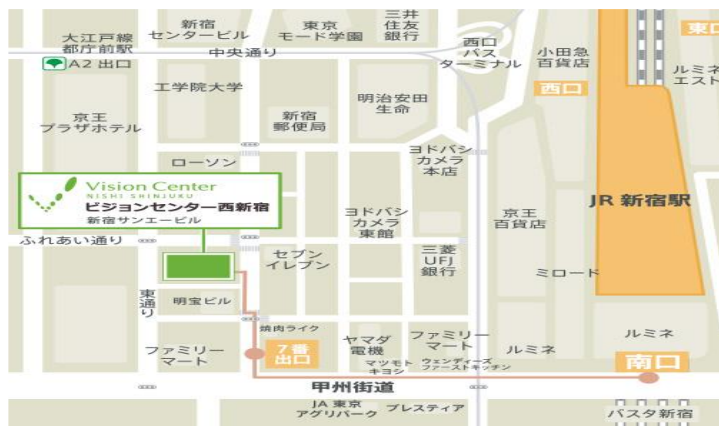 大江戸線
都庁前駅
A2 出口
新宿
センタービル
東京
モード学園
三井
住友
銀行
中央通り
西口
バス
ターミナル
小田急
百貨店
東口
ルミネ
エスト
西口
工学院大学
京王
プラザホテル
新宿
郵便局
明治安田
生命
ヨドバシ
カメラ
本店
ローソン
Vision Center
NISHI SHINJUKU
ビジョンセンター西新宿
新宿サンエービル
ヨドバシ
カメラ
東館
京王
百貨店
JR 新宿駅
ふれあい通り
セブン
イレブン
三菱
UFJ
銀行
ミロード
東通り
明宝ビル
焼肉ライク
7番
出口
ファミリー
マート
ヤマダ
電機
マツモト
キヨシ
ファミリー
マート
ウェンディーズ
ファーストキッチン
ルミネ
ルミネ
南口
甲州街道
JA 東京
アグリパーク
プレスティア
バスタ新宿